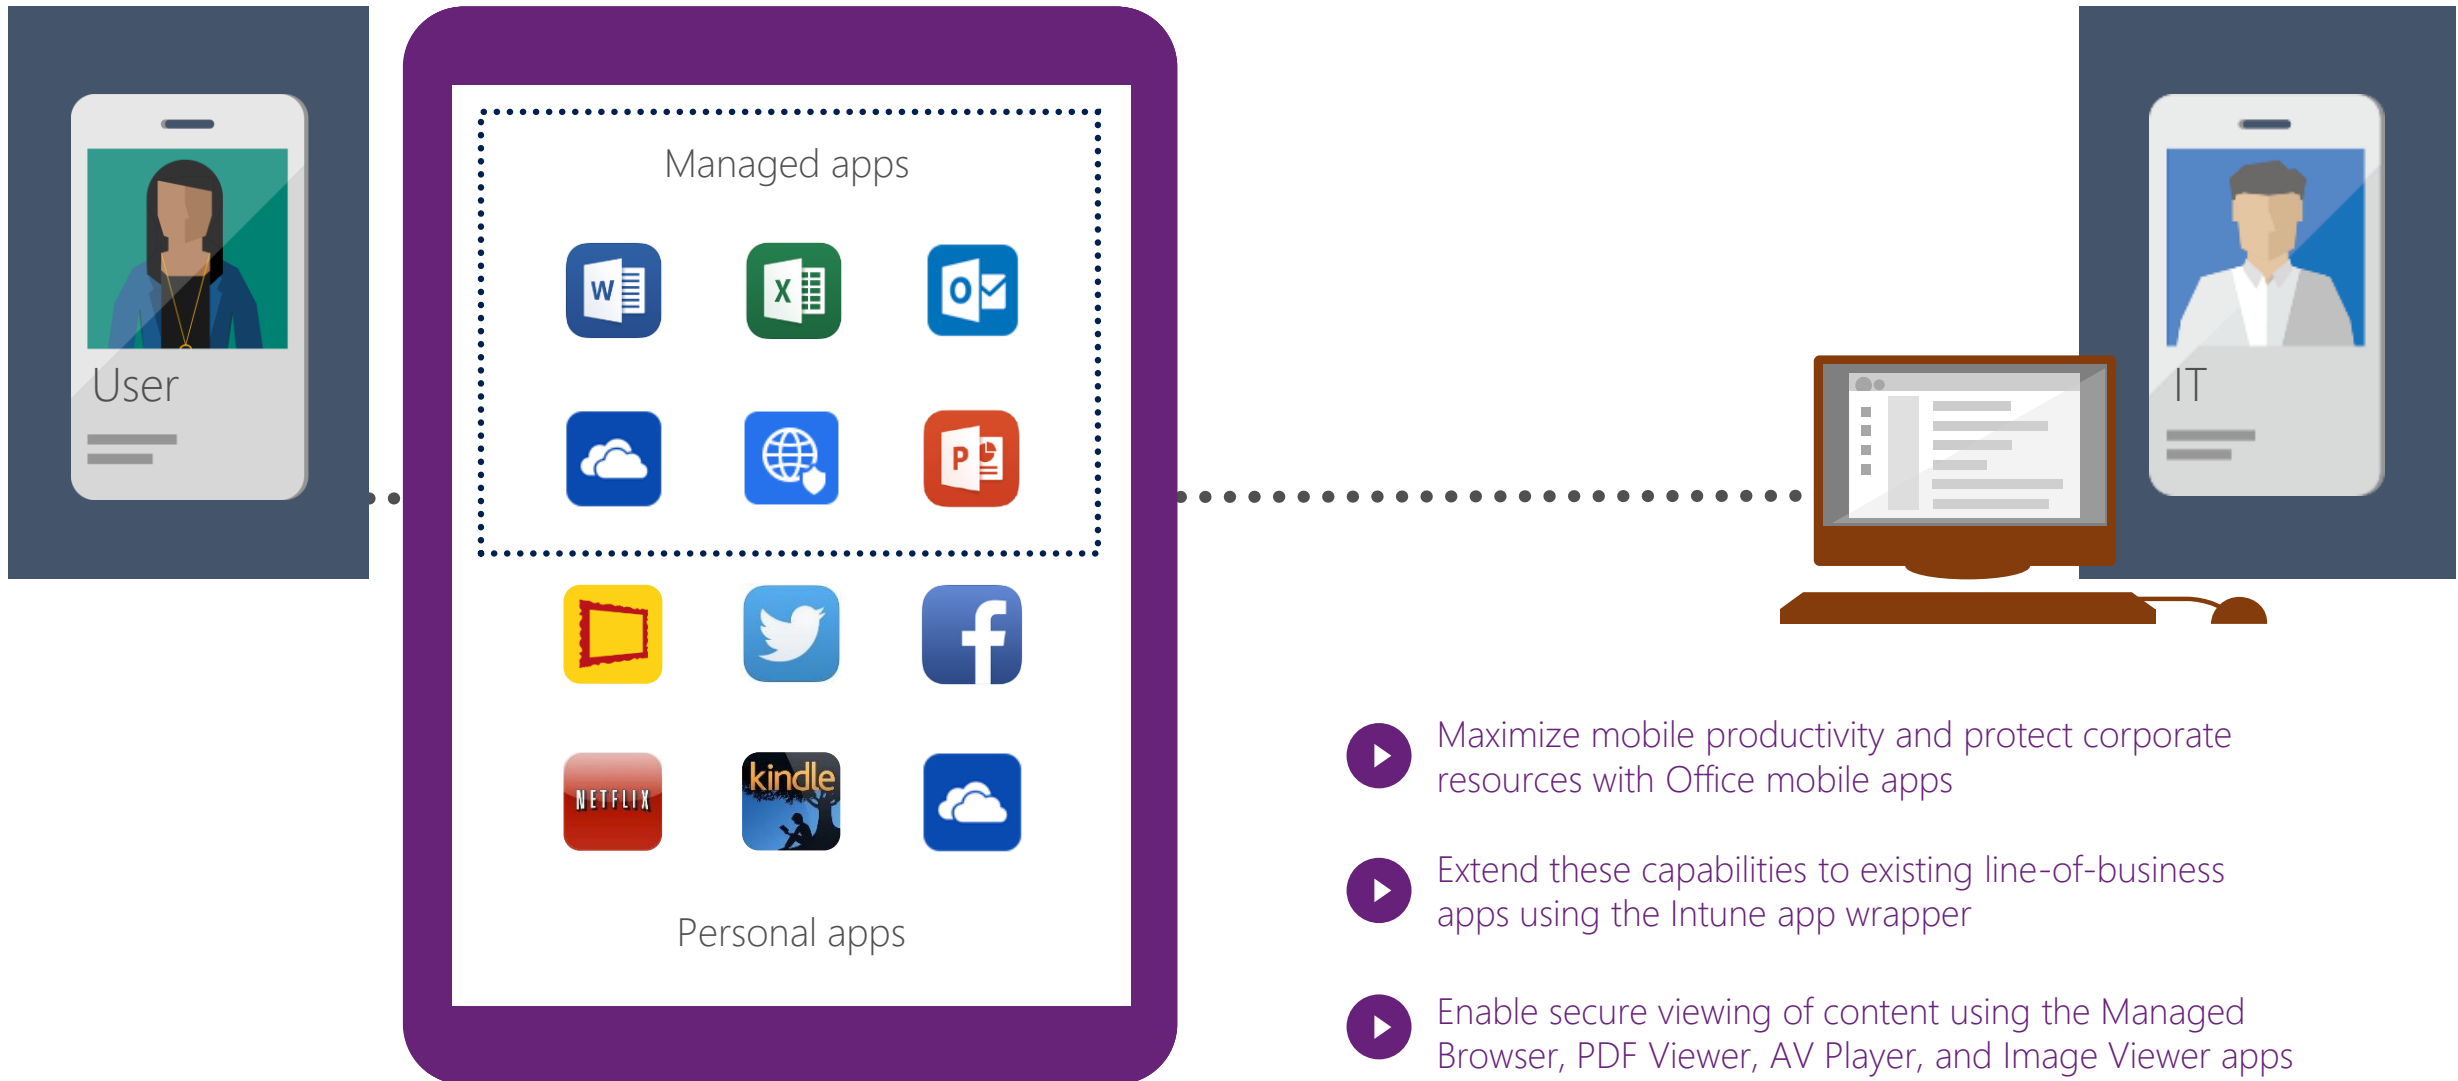 Managed apps
User
IT
W
X
O
P
f
NETFLIX
kindle
Personal apps
Maximize mobile productivity and protect corporate
resources with Office mobile apps
Extend these capabilities to existing line-of-business
apps using the Intune app wrapper
Enable secure viewing of content using the Managed
Browser, PDF Viewer, AV Player, and Image Viewer apps